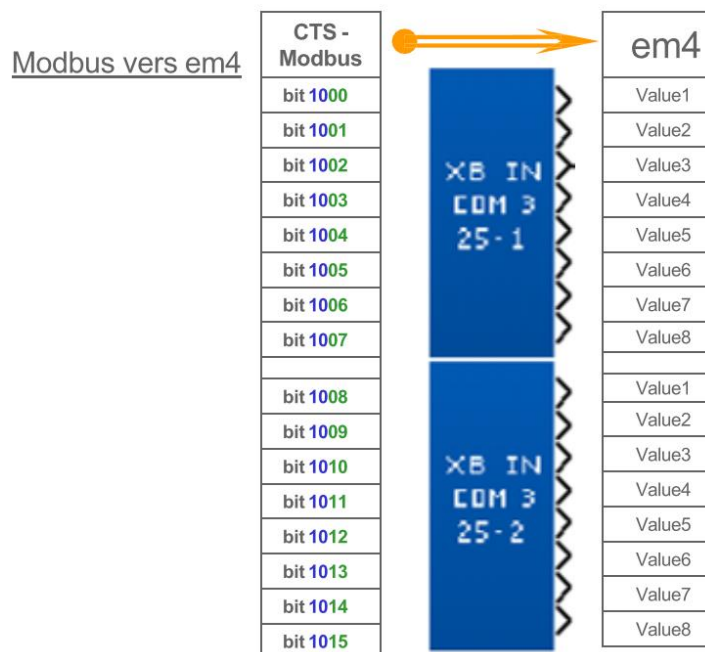 Modbus vers em4
CTS -
Modbus
em4
bit 1000
bit 1001
bit 1002
bit 1003
bit 1004
bit 1005
bit 1006
bit 1007
bit 1008
bit 1009
bit 1010
bit 1011
bit 1012
bit 1013
bit 1014
bit 1015
XB IN
COM 3
25-1
XB IN
COM 3
25-2
Value1
Value2
Value3
Value4
Value5
Value6
Value7
Value8
Value1
Value2
Value3
Value4
Value5
Value6
Value7
Value8